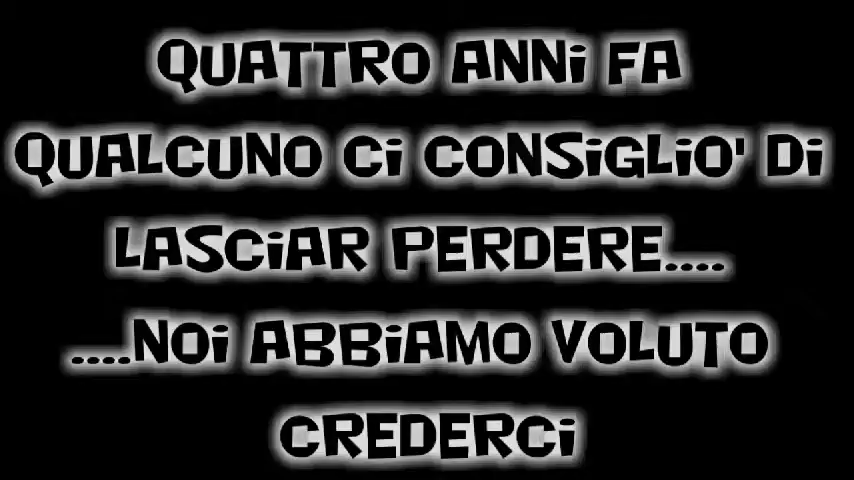 QUATTRO ANNi FA
QUALCUNO Ci CONSiGLIO' Di
LASCiAR PERDERE....
....NOi ABBiAMO VOLUTO
CREDERCi